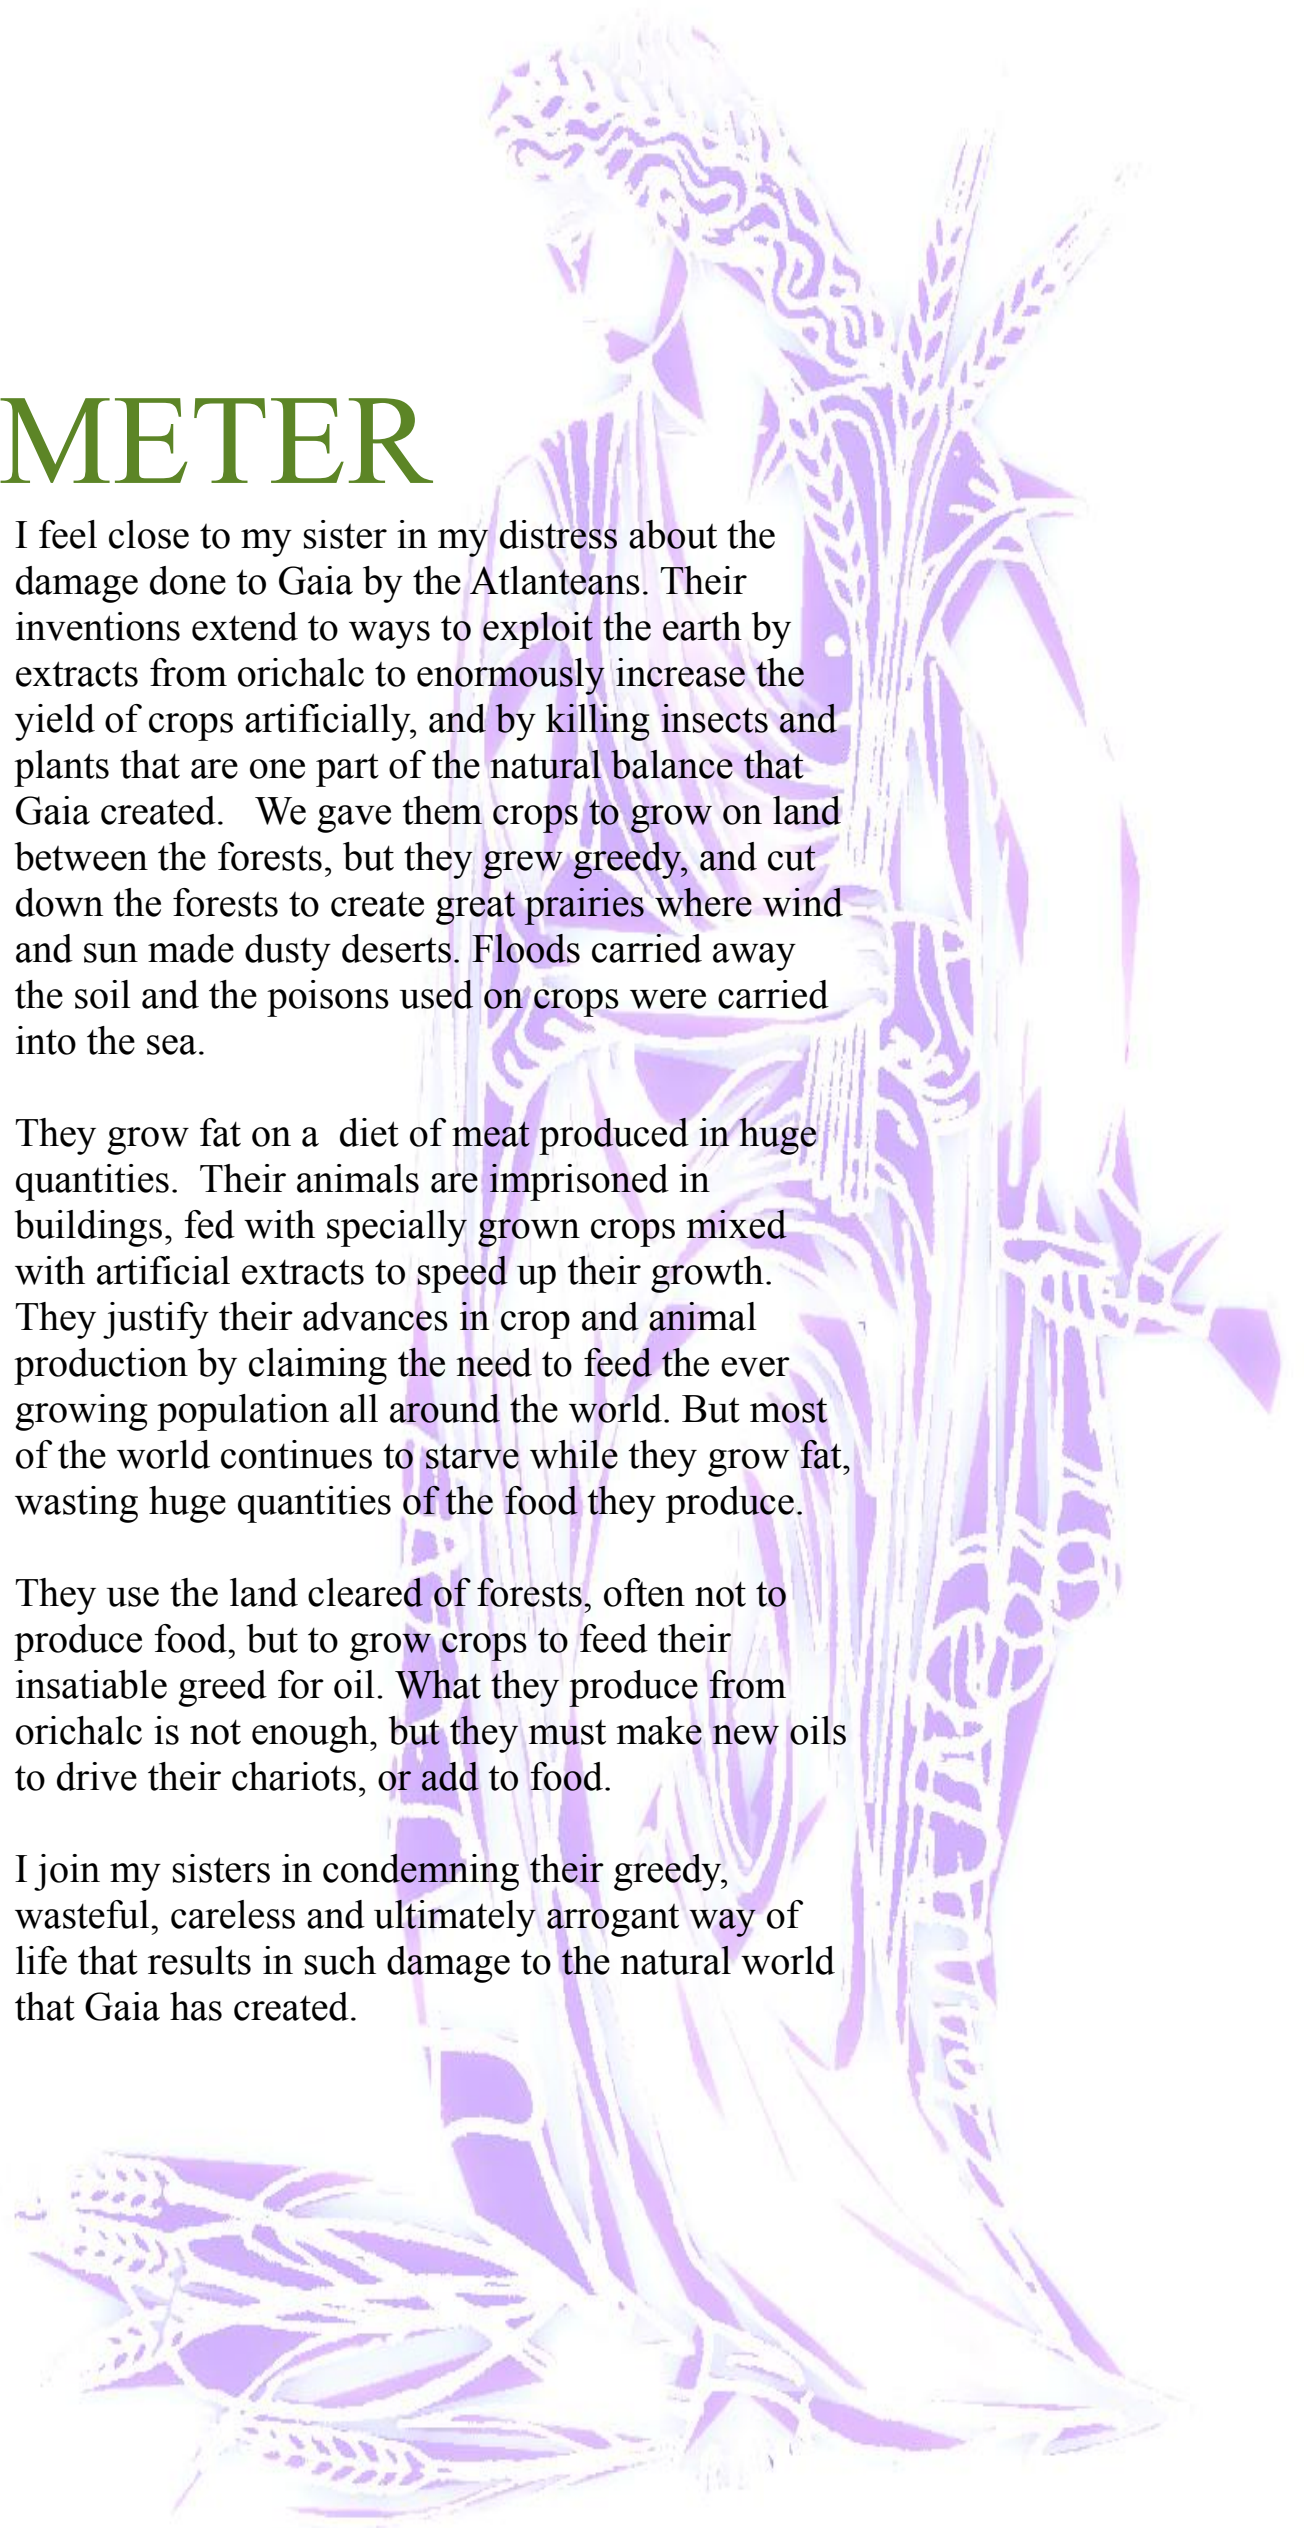 METER
I feel close to my sister in my distress about the
damage done to Gaia by the Atlanteans. Their
inventions extend to ways to exploit the earth by
extracts from orichalc to enormously increase the
yield of crops artificially, and by killing insects and
plants that are one part of the natural balance that
Gaia created.   We gave them crops to grow on land
between the forests, but they grew greedy, and cut
down the forests to create great prairies where wind
and sun made dusty deserts. Floods carried away
the soil and the poisons used on crops were carried
into the sea.
They grow fat on a  diet of meat produced in huge
quantities.  Their animals are imprisoned in
buildings, fed with specially grown crops mixed
with artificial extracts to speed up their growth.
They justify their advances in crop and animal
production by claiming the need to feed the ever
growing population all around the world. But most
of the world continues to starve while they grow fat,
wasting huge quantities of the food they produce.
They use the land cleared of forests, often not to
produce food, but to grow crops to feed their
insatiable greed for oil. What they produce from
orichalc is not enough, but they must make new oils
to drive their chariots, or add to food.
I join my sisters in condemning their greedy,
wasteful, careless and ultimately arrogant way of
life that results in such damage to the natural world
that Gaia has created.